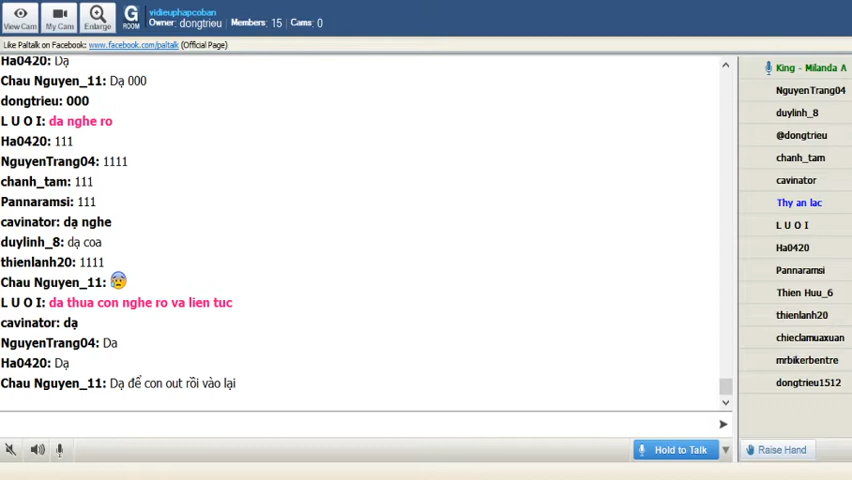 View Cam
My Cam
Enlarge
G
ROOM
vidieuphapcoban
Owner: dongtrieu Members: 15 Cams: 0
Like Paltalk on Facebook: www.facebook.com/paltalk (Official Page)
Ha0420: Dạ
Chau Nguyen_11: Dạ 000
dongtrieu: 000
L U O I: da nghe ro
Ha0420: 111
NguyenTrang04: 1111
chanh_tam: 111
Pannaramsi: 111
cavinator: dạ nghe
duylinh_8: dạ coa
thienlanh20: 1111
Chau Nguyen_11:
L U O I: da thua con nghe ro va lien tuc
cavinator: dạ
NguyenTrang04: Da
Ha0420: Dạ
Chau Nguyen_11: Dạ để con out rồi vào lại
Hold to Talk
King - Milanda A
NguyenTrang04
duylinh_8
@dongtrieu
chanh_tam
cavinator
Thy an lac
L U O I
Ha0420
Pannaramsi
Thien Huu_6
thienlanh20
chieclamuaxuan
mrbikerbentre
dongtrieu1512
Raise Hand